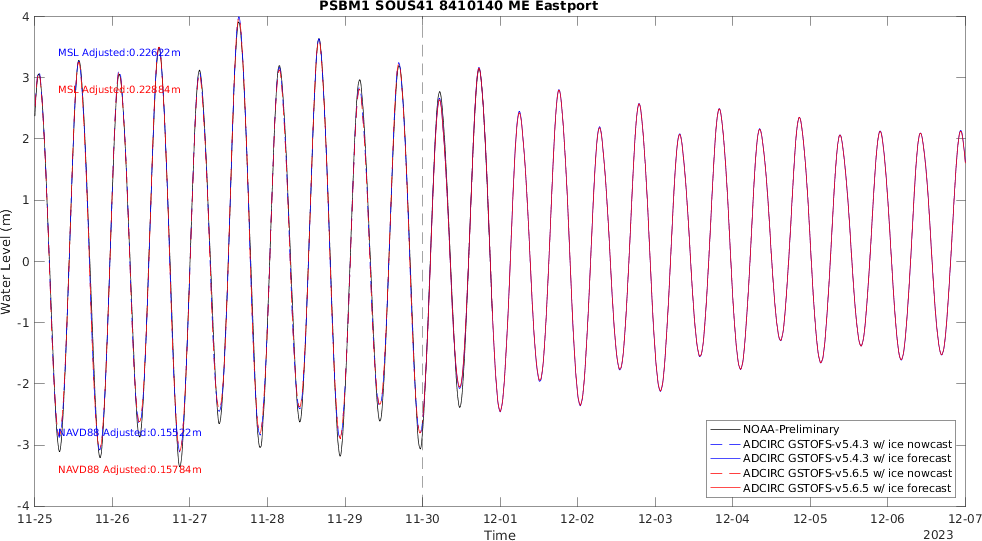 PSBM1 SOUS41 8410140 ME Eastport
4
3
2
1
0
-1
-2
-3
-4
Water Level (m)
MSL Adjusted:0.22622m
MSL Adjusted:0.22884m
NAVD88 Adjusted:0.15522m
NAVD88 Adjusted:0.15784m
NOAA-Preliminary
ADCIRC GSTOFS-v5.4.3 w/ ice nowcast
ADCIRC GSTOFS-v5.4.3 w/ ice forecast
ADCIRC GSTOFS-v5.6.5 w/ ice nowcast
ADCIRC GSTOFS-v5.6.5 w/ ice forecast
11-25 11-26 11-27 11-28 11-29 11-30 12-01 12-02 12-03 12-04 12-05 12-06 12-07
Time
2023